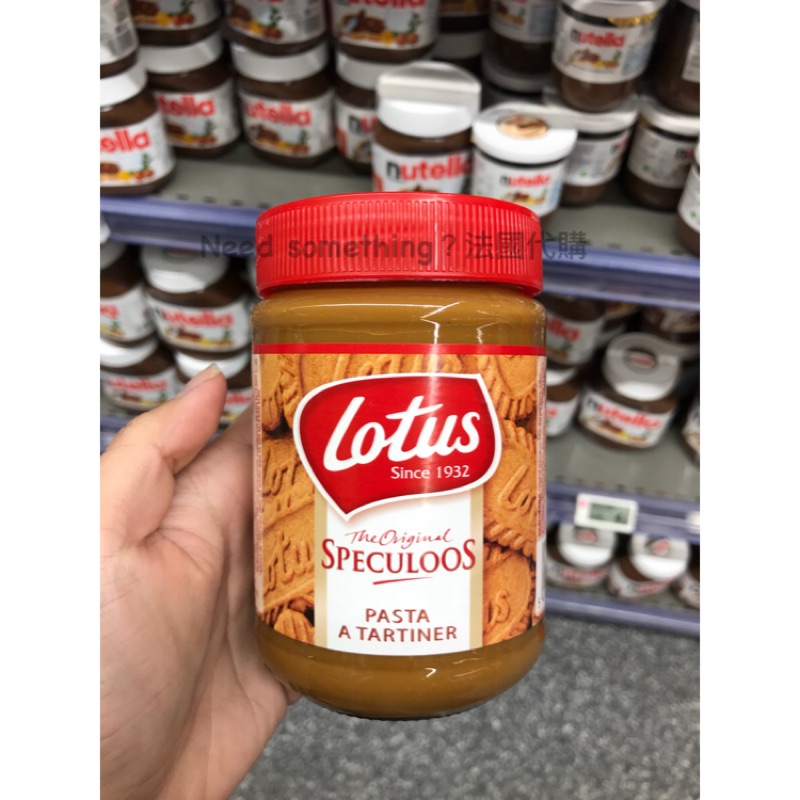 nutella
nutella
nutella
nutella
Need something？法國代購
nutella
nutella
Lotus
Since 1932
The Original
SPECULOOS
PASTA
A TARTINER